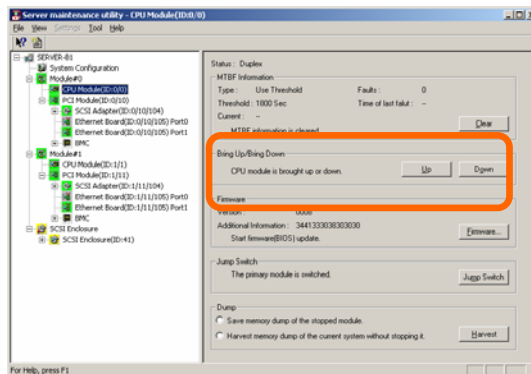 Server maintenance utility - CPU Module(ID:0/0)
File View Settings Tool Help
SERVER-B1
System Configuration
Module#0
CPU Module(ID:0/0)
PCI Module(ID:0/10)
SCSI Adapter(ID:0/10/104)
Ethernet Board(ID:0/10/105) Port0
Ethernet Board(ID:0/10/105) Port1
BMC
Module#1
CPU Module(ID:1/1)
PCI Module(ID:1/11)
SCSI Adapter(ID:1/11/104)
Ethernet Board(ID:1/11/105) Port0
Ethernet Board(ID:1/11/105) Port1
BMC
SCSI Enclosure
SCSI Enclosure(ID:41)
Status : Duplex
MTBF Information
Type : Use Threshold Faults : 0
Threshold : 1800 Sec Time of last falut : --
Current : --
MTBF information is cleared. Clear
Bring Up/Bring Down
CPU module is brought up or down. Up Down
Firmware
Version : 0006
Additional Information : 3441333038303030
Start firmware(BIOS) update. Firmware...
Jump Switch
The primary module is switched. Jump Switch
Dump
Save memory dump of the stopped module.
Harvest memory dump of the current system without stopping it. Harvest
For Help, press F1